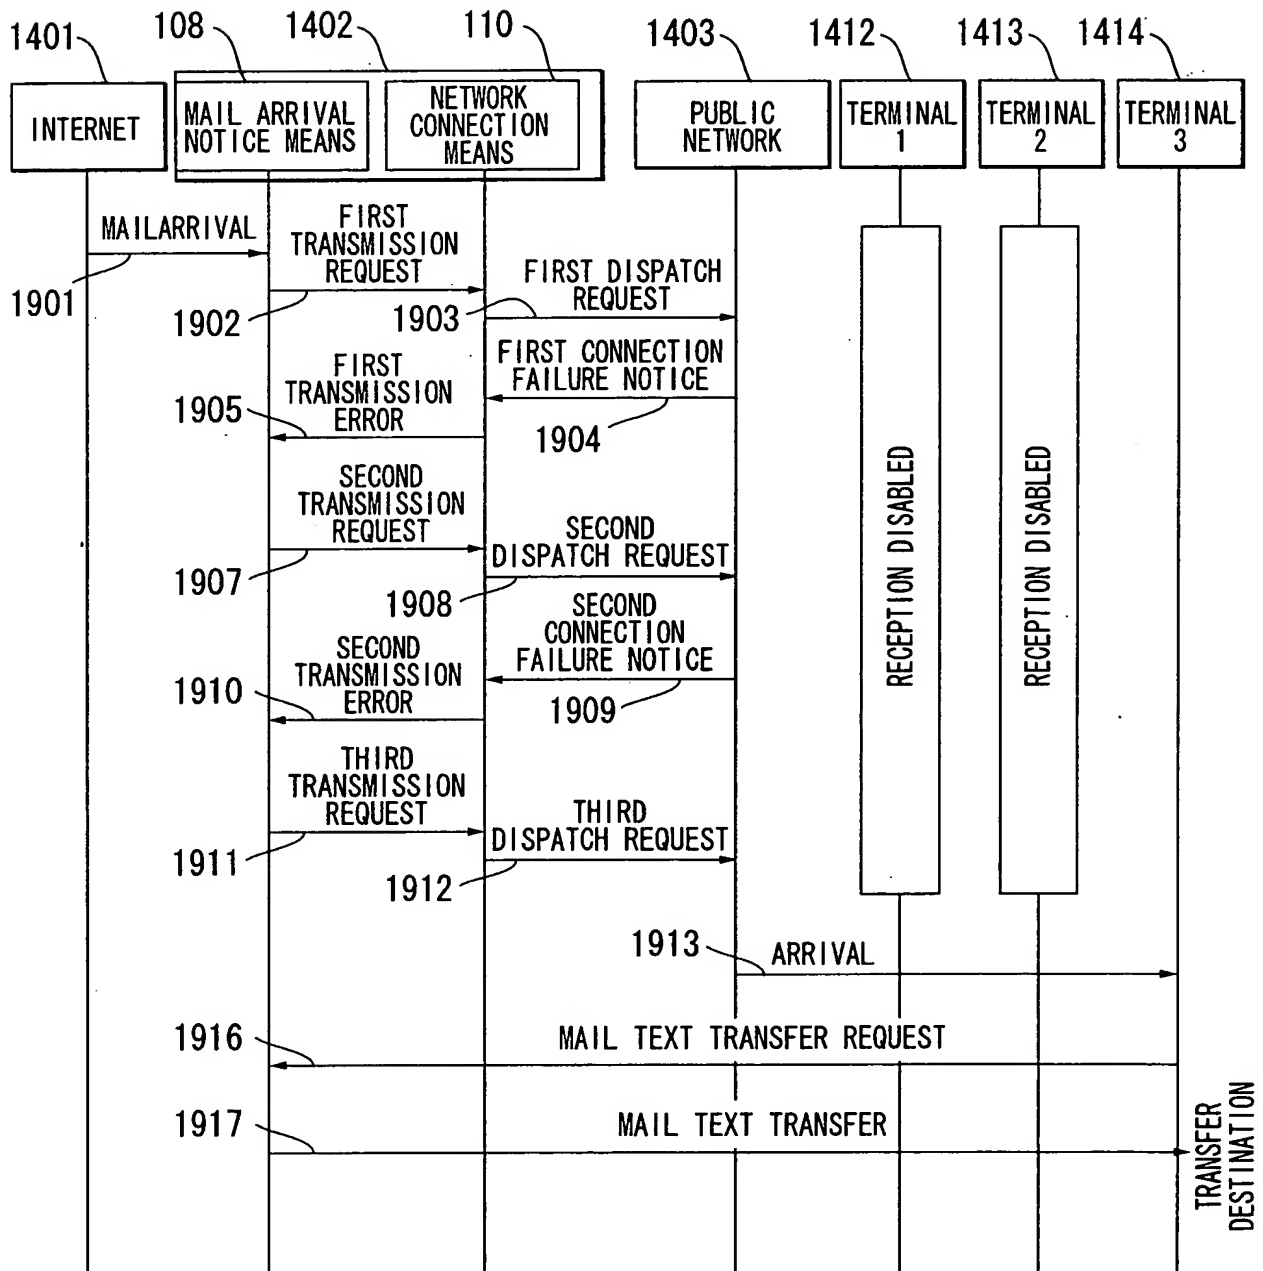 1401
108
1402
110
1403
1412
1413
1414
INTERNET
MAIL ARRIVAL
NOTICE MEANS
NETWORK
CONNECTION
MEANS
PUBLIC
NETWORK
TERMINAL
1
TERMINAL
2
TERMINAL
3
MAILARRIVAL
1901
FIRST
TRANSMISSION
REQUEST
1902
FIRST DISPATCH
REQUEST
1903
FIRST CONNECTION
FAILURE NOTICE
1904
FIRST
TRANSMISSION
ERROR
1905
SECOND
TRANSMISSION
REQUEST
1907
SECOND
DISPATCH REQUEST
1908
SECOND
CONNECTION
FAILURE NOTICE
1909
SECOND
TRANSMISSION
ERROR
1910
THIRD
TRANSMISSION
REQUEST
1911
THIRD
DISPATCH REQUEST
1912
RECEPTION DISABLED
RECEPTION DISABLED
1913
ARRIVAL
1916
MAIL TEXT TRANSFER REQUEST
1917
MAIL TEXT TRANSFER
TRANSFER
DESTINATION